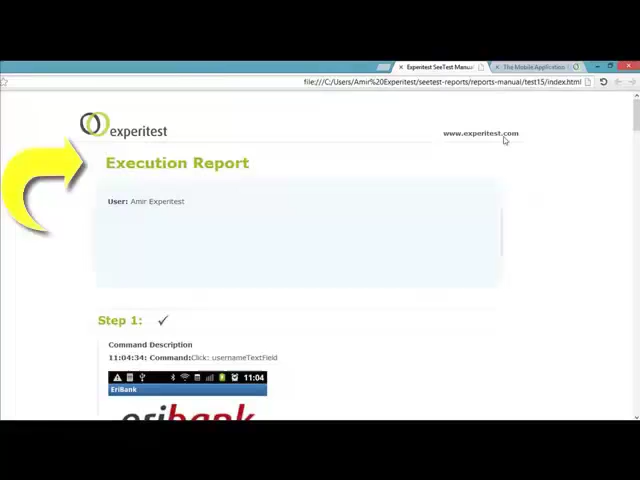 Experitest SeeTest Manual
The Mobile Application
file:///C:/Users/Amir%20Experitest/seetest-reports/reports-manual/test15/index.html
experitest
www.experitest.com
Execution Report
User: Amir Experitest
Step 1:
Command Description
11:04:34: Command:Click: usernameTextField
11:04
EriBank
eribank